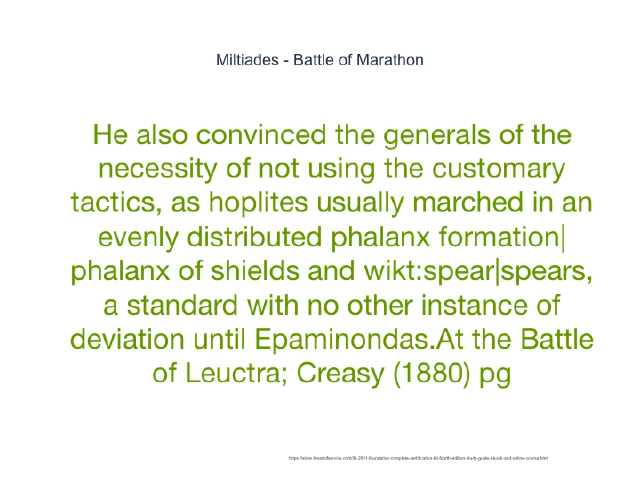 Miltiades - Battle of Marathon
He also convinced the generals of the
necessity of not using the customary
tactics, as hoplites usually marched in an
evenly distributed phalanx formation|
phalanx of shields and wikt:spear|spears,
a standard with no other instance of
deviation until Epaminondas.At the Battle
of Leuctra; Creasy (1880) pg